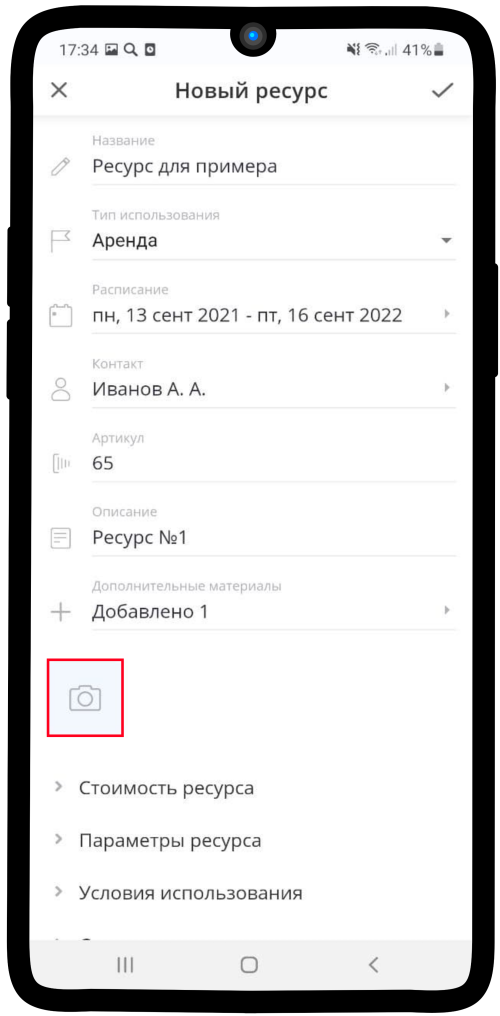 17:34 41%
Новый ресурс
Название
Ресурс для примера
Тип использования
Аренда
Расписание
пн, 13 сент 2021 - пт, 16 сент 2022
Контакт
Иванов А. А.
Артикул
65
Описание
Ресурс №1
Дополнительные материалы
Добавлено 1
Стоимость ресурса
Параметры ресурса
Условия использования